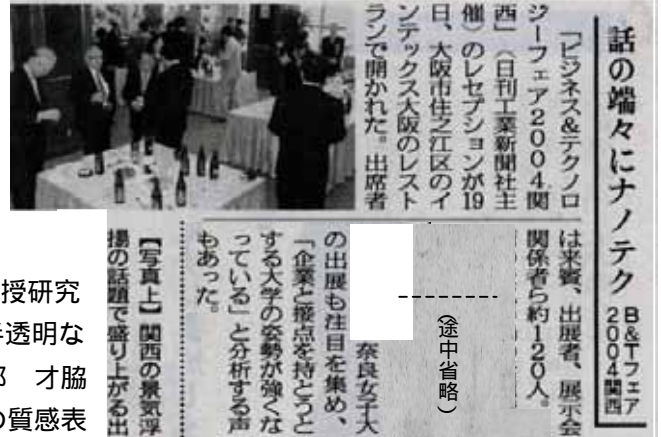 話の端々にナノテク
B&Tフェア
2004関西
「ビジネス&テクノロ
ジーフェア2004関
西」(日刊工業新聞社主
催)のレセプションが19
日、大阪市住之江区のイ
ンテックス大阪のレスト
ランで開かれた。出席者
は来賓、出展者、展示会
関係者ら約120人。
(途中省略)
奈良女子大
の出展も注目を集め、
「企業と接点を持とうと
する大学の姿勢が強くな
っている」と分析する声
もあった。
【写真上】関西の景気浮
揚の話題で盛り上がる出
授研究
透明な
才脇
の質感表